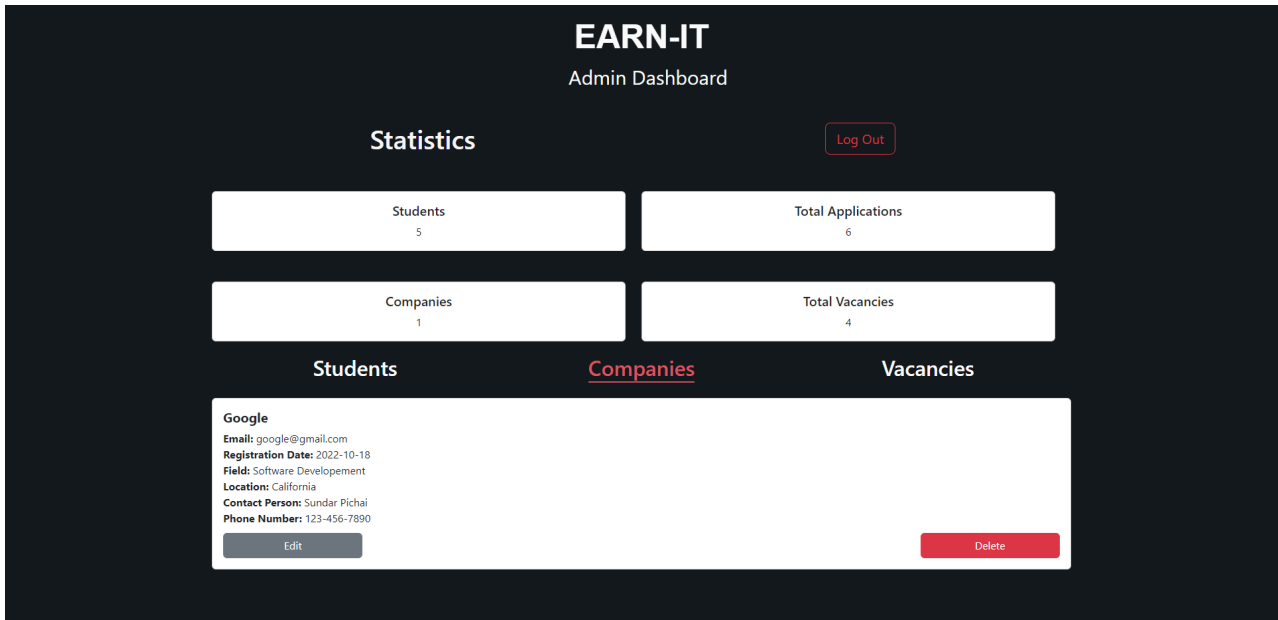 EARN-IT
Admin Dashboard
Statistics
Log Out
Students
5
Total Applications
6
Companies
1
Total Vacancies
4
Students
Companies
Vacancies
Google
Email: google@gmail.com
Registration Date: 2022-10-18
Field: Software Developement
Location: California
Contact Person: Sundar Pichai
Phone Number: 123-456-7890
Edit
Delete